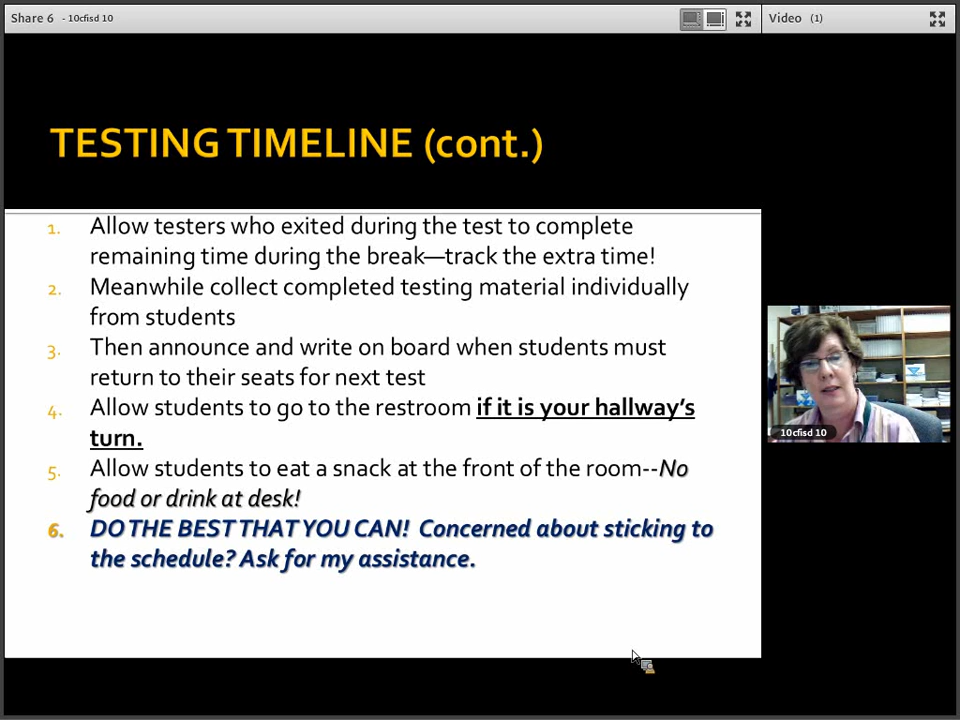 Share 6 - 10cfisd 10
Video (1)
TESTING TIMELINE (cont.)
1. Allow testers who exited during the test to complete
remaining time during the break—track the extra time!
2. Meanwhile collect completed testing material individually
from students
3. Then announce and write on board when students must
return to their seats for next test
4. Allow students to go to the restroom if it is your hallway's
turn.
5. Allow students to eat a snack at the front of the room--No
food or drink at desk!
6. DO THE BEST THAT YOU CAN! Concerned about sticking to
the schedule? Ask for my assistance.
10cfisd 10